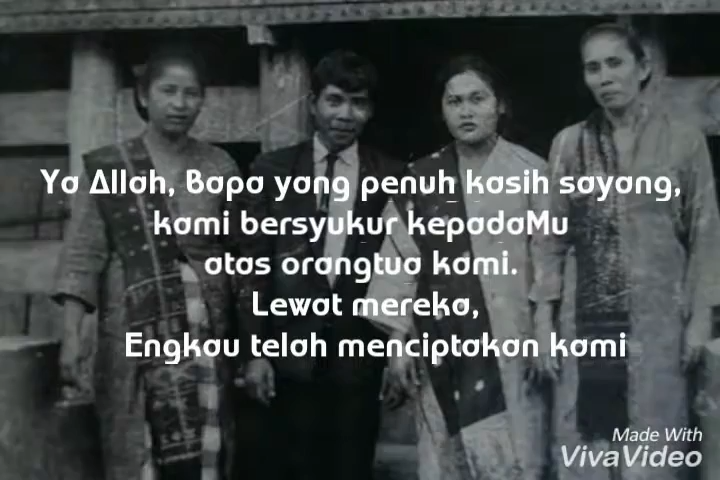 Ya Allah, Bapa yang penuh kasih sayang,
kami bersyukur kepadaMu
atas orangtua kami.
Lewat mereka,
Engkau telah menciptakan kami
Made With
VivaVideo